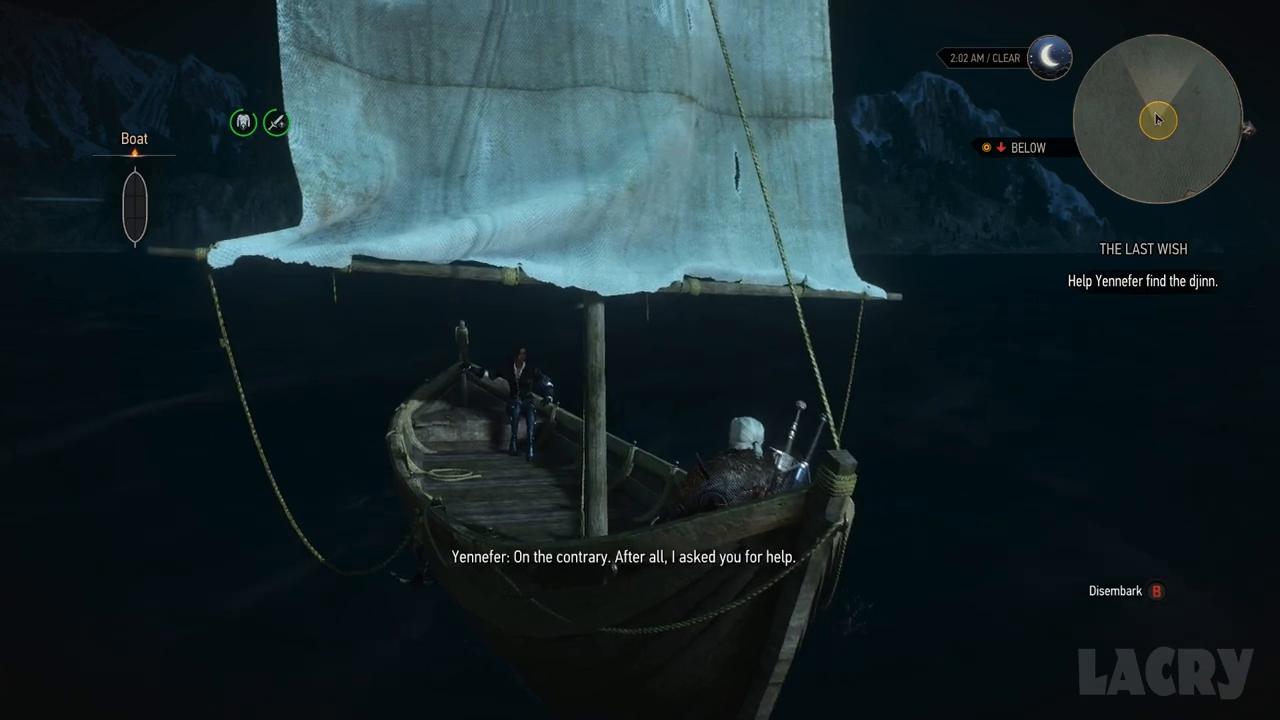 2:02 AM / CLEAR
Boat
BELOW
THE LAST WISH
Help Yennefer find the djinn.
Yennefer: On the contrary. After all, I asked you for help.
Disembark B
LACRY